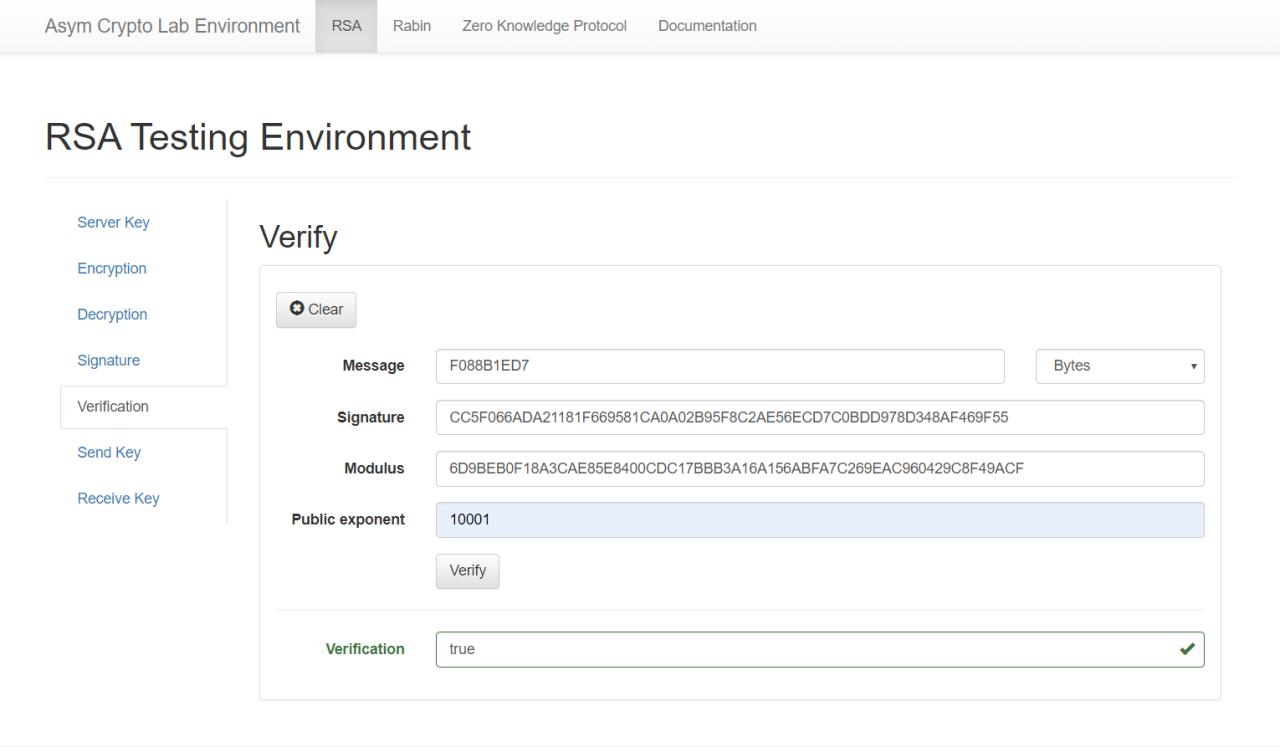 Asym Crypto Lab Environment RSA Rabin Zero Knowledge Protocol Documentation
RSA Testing Environment
Server Key
Encryption
Decryption
Signature
Verification
Send Key
Receive Key
Verify
Clear
Message F088B1ED7 Bytes
Signature CC5F066ADA21181F669581CA0A02B95F8C2AE56ECD7C0BDD978D348AF469F55
Modulus 6D9BEB0F18A3CAE85E8400CDC17BBB3A16A156ABFA7C269EAC960429C8F49ACF
Public exponent 10001
Verify
Verification true